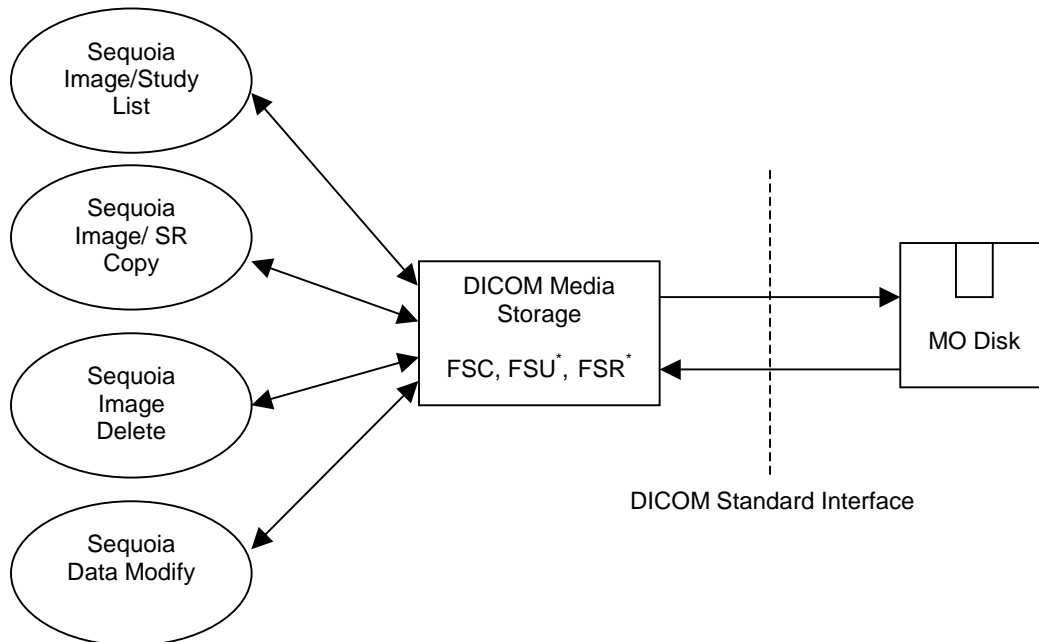 Sequoia
Image/Study
List
Sequoia
Image/ SR
Copy
Sequoia
Image
Delete
Sequoia
Data Modify
DICOM Media
Storage
FSC, FSU*, FSR*
MO Disk
DICOM Standard Interface